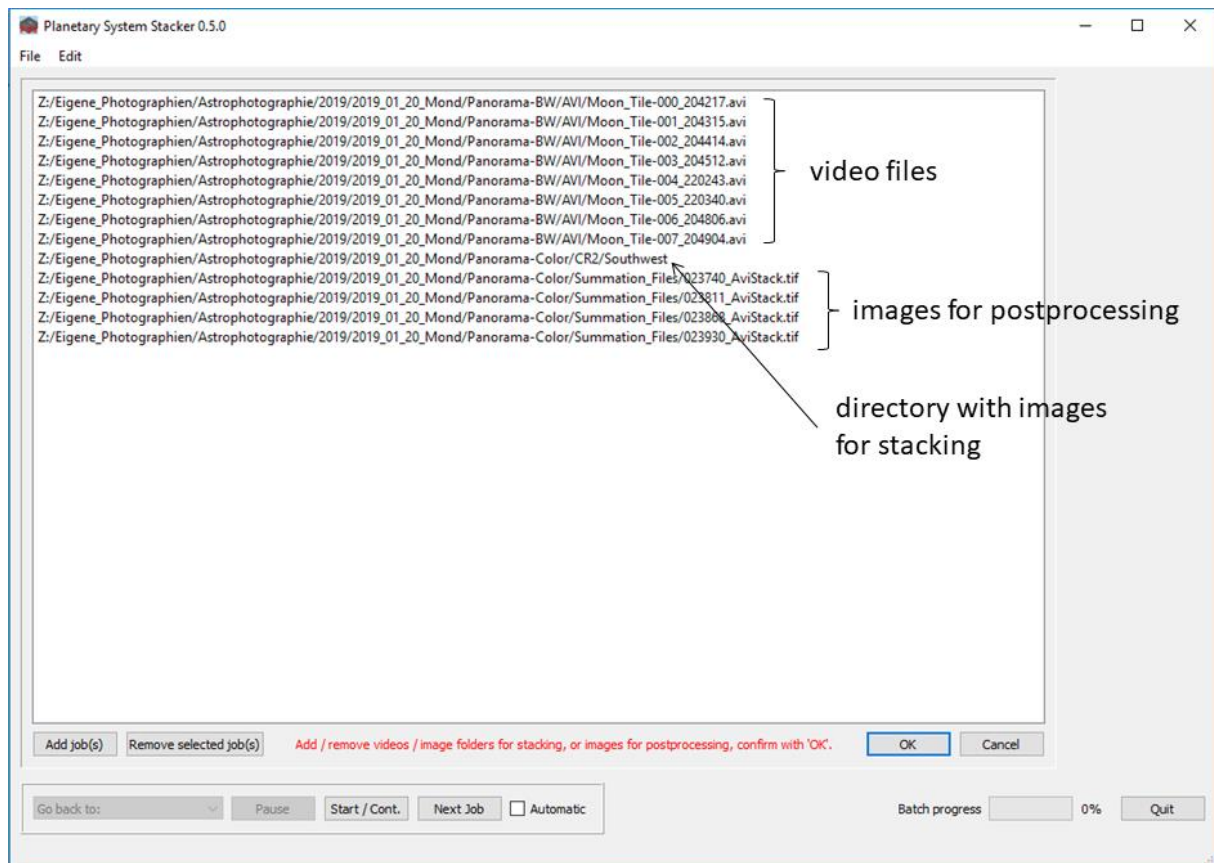 Planetary System Stacker 0.5.0
File Edit
Z:/Eigene_Photographien/Astrophotographie/2019/2019_01_20_Mond/Panorama-BW/AVI/Moon_Tile-000_204217.avi
Z:/Eigene_Photographien/Astrophotographie/2019/2019_01_20_Mond/Panorama-BW/AVI/Moon_Tile-001_204315.avi
Z:/Eigene_Photographien/Astrophotographie/2019/2019_01_20_Mond/Panorama-BW/AVI/Moon_Tile-002_204414.avi
Z:/Eigene_Photographien/Astrophotographie/2019/2019_01_20_Mond/Panorama-BW/AVI/Moon_Tile-003_204512.avi
Z:/Eigene_Photographien/Astrophotographie/2019/2019_01_20_Mond/Panorama-BW/AVI/Moon_Tile-004_220243.avi
Z:/Eigene_Photographien/Astrophotographie/2019/2019_01_20_Mond/Panorama-BW/AVI/Moon_Tile-005_220340.avi
Z:/Eigene_Photographien/Astrophotographie/2019/2019_01_20_Mond/Panorama-BW/AVI/Moon_Tile-006_204806.avi
Z:/Eigene_Photographien/Astrophotographie/2019/2019_01_20_Mond/Panorama-BW/AVI/Moon_Tile-007_204904.avi
video files
Z:/Eigene_Photographien/Astrophotographie/2019/2019_01_20_Mond/Panorama-Color/CR2/Southwest
Z:/Eigene_Photographien/Astrophotographie/2019/2019_01_20_Mond/Panorama-Color/Summation_Files/023740_AviStack.tif
Z:/Eigene_Photographien/Astrophotographie/2019/2019_01_20_Mond/Panorama-Color/Summation_Files/023811_AviStack.tif
Z:/Eigene_Photographien/Astrophotographie/2019/2019_01_20_Mond/Panorama-Color/Summation_Files/023930_AviStack.tif
images for postprocessing
directory with images
for stacking
Add job(s) Remove selected job(s) Add / remove videos / image folders for stacking, or images for postprocessing, confirm with 'OK'. OK Cancel
Go back to: Pause Start / Cont. Next Job Automatic Batch progress 0% Quit